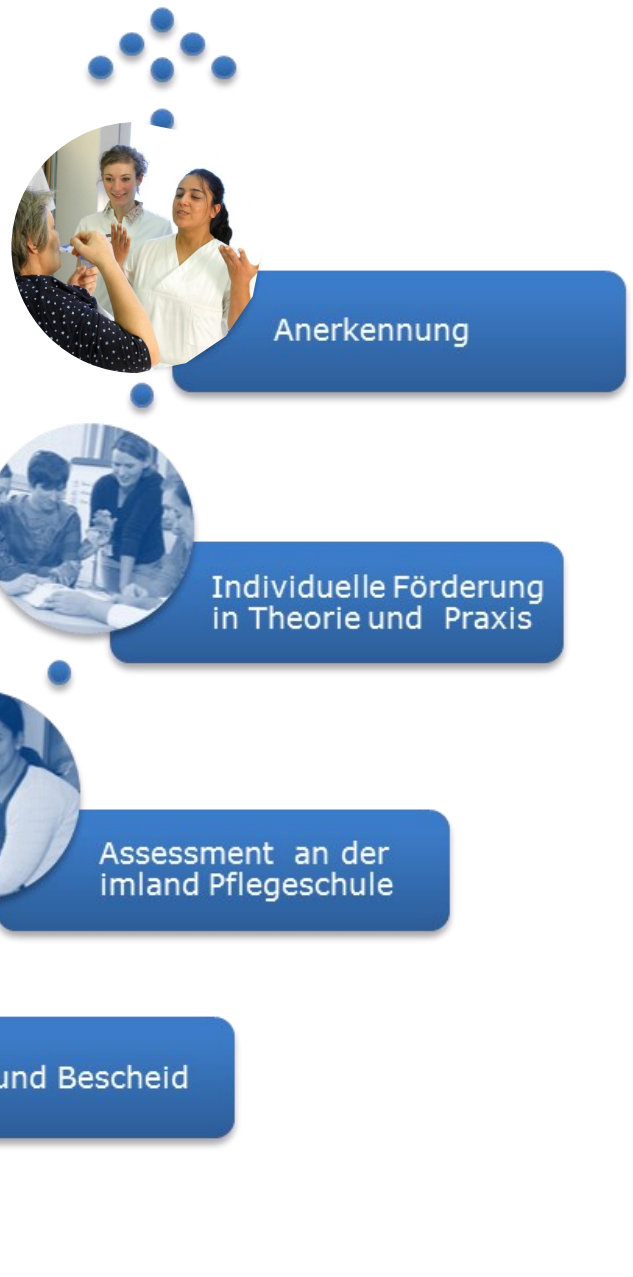 Anerkennung
Individuelle Förderung
in Theorie und Praxis
Assessment an der
imland Pflegeschule
und Bescheid